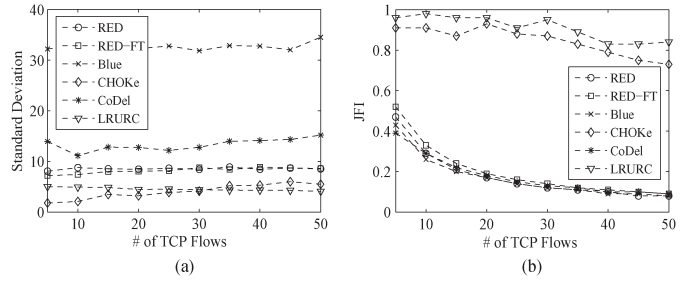 40
30
20
10
0
Standard Deviation
RED
RED-FT
Blue
CHOKe
CoDel
LRURC
10 20 30 40 50
# of TCP Flows
(a)
1
0.8
0.6
0.4
0.2
0
JFI
RED
RED-FT
Blue
CHOKe
CoDel
LRURC
10 20 30 40 50
# of TCP Flows
(b)